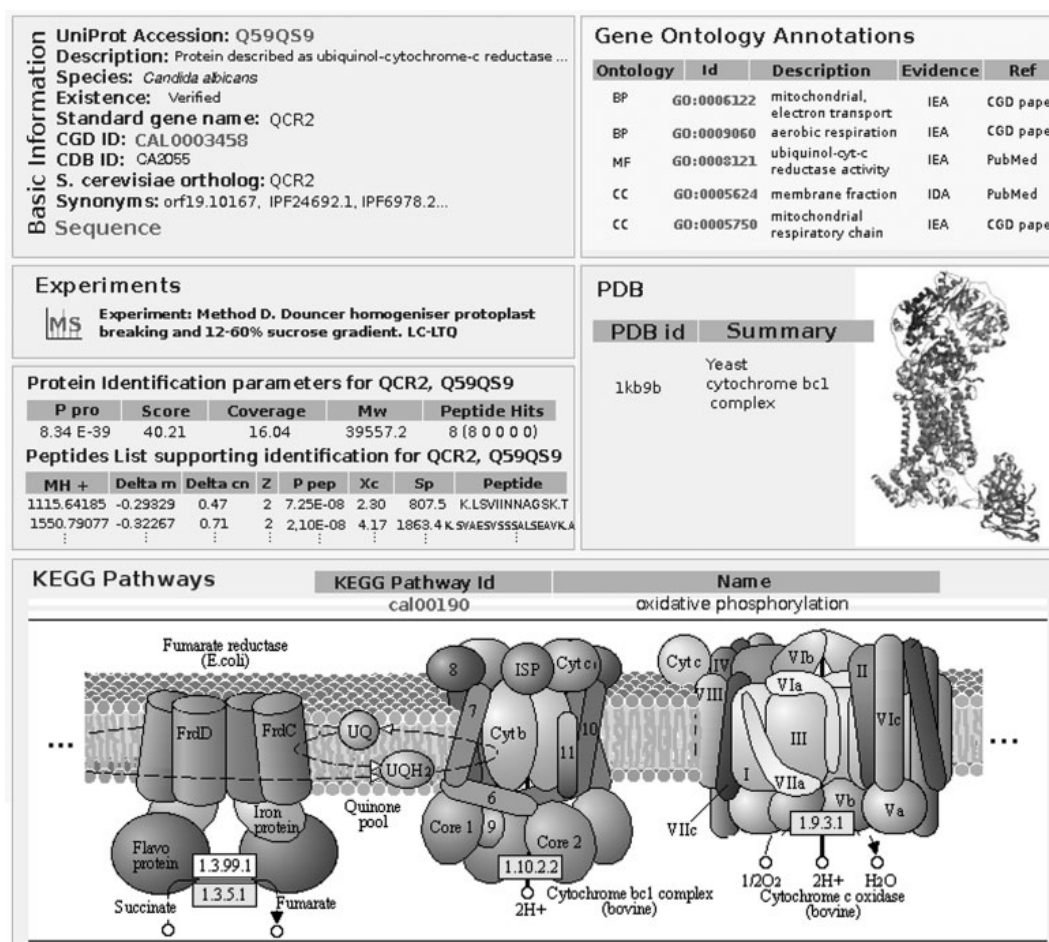 Basic Information
UniProt Accession: Q59QS9
Description: Protein described as ubiquinol-cytochrome-c reductase ...
Species: Candida albicans
Existence: Verified
Standard gene name: QCR2
CGD ID: CAL0003458
CDB ID: CA2055
S. cerevisiae ortholog: QCR2
Synonyms: orf19.10167, IPF24692.1, IPF6978.2...
Sequence
Gene Ontology Annotations
Ontology Id Description Evidence Ref
BP GO:0006122 mitochondrial, electron transport IEA CGD pape
BP GO:0009060 aerobic respiration IEA CGD pape
MF GO:0008121 ubiquinol-cyt-c reductase activity IEA PubMed
CC GO:0005624 membrane fraction IDA PubMed
CC GO:0005750 mitochondrial respiratory chain IEA CGD pape
Experiments
MS
Experiment: Method D. Douncer homogeniser protoplast
breaking and 12-60% sucrose gradient. LC-LTQ
PDB
PDB id Summary
1kb9b Yeast cytochrome bc1 complex
Protein Identification parameters for QCR2, Q59QS9
P pro Score Coverage Mw Peptide Hits
8.34 E-39 40.21 16.04 39557.2 8 (8 0 0 0 0)
Peptides List supporting identification for QCR2, Q59QS9
MH + Delta m Delta cn Z P pep Xc Sp Peptide
1115.64185 -0.29329 0.47 2 7.25E-08 2.30 807.5 K.LSVIINNAGSK.T
1550.79077 -0.32267 0.71 2 2,10E-08 4.17 1863.4 K.SVAESVSSSALSEAVK.A
KEGG Pathways
KEGG Pathway Id Name
cal00190 oxidative phosphorylation
Fumarate reductase
(E.coli)
FrdD FrdC
UQ
UQH2
Quinone
pool
Iron
protein
Flavo
protein
1.3.99.1
1.3.5.1
Succinate Fumarate
8 ISP Cyt c1
7 Cyt b 11 10
6
Core 1 9 Core 2
1.10.2.2
2H+
Cytochrome bc1 complex
(bovine)
Cyt c IV VIb II
VIII VIa VIc
III
I VIIa
VIIc Vb Va
1.9.3.1
1/2O2 2H+ H2O
Cytochrome c oxidase
(bovine)
... ...